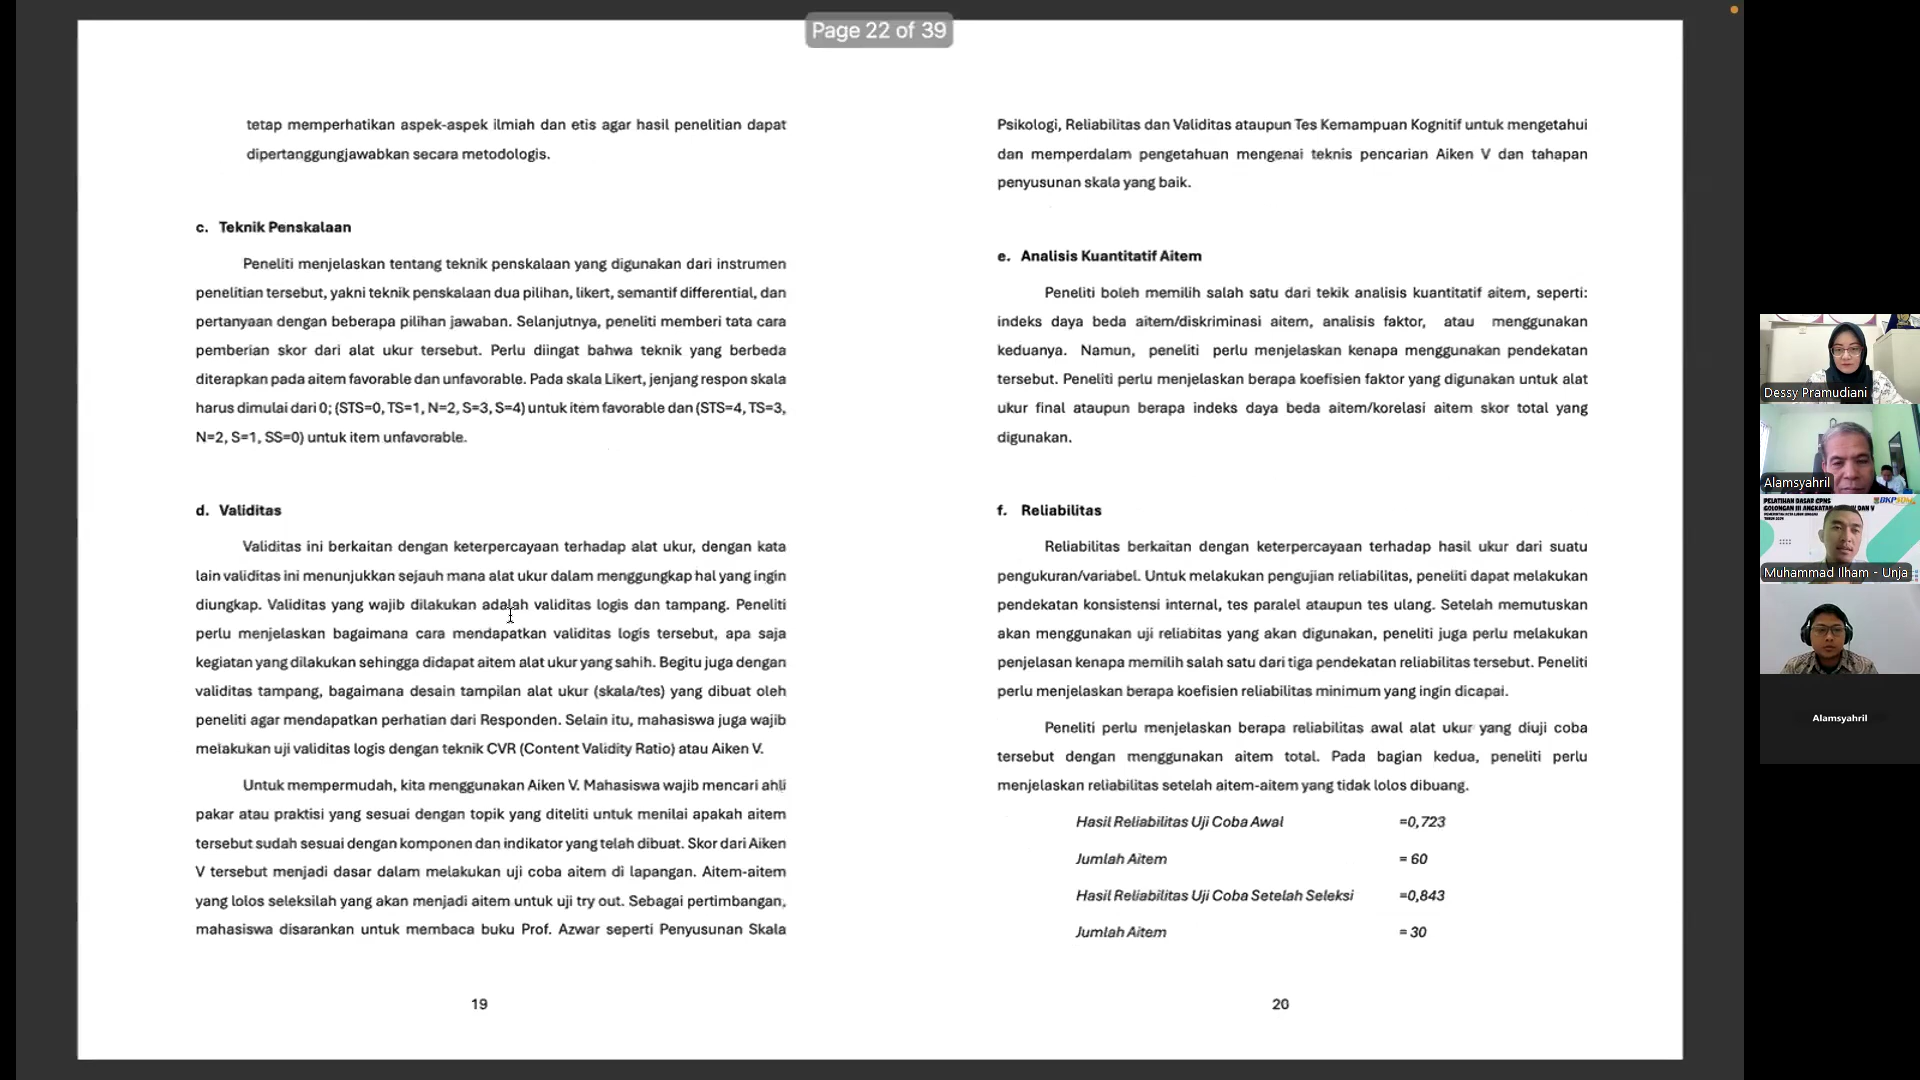 Page 22 of 39
tetap memperhatikan aspek-aspek ilmiah dan etis agar hasil penelitian dapat
dipertanggungjawabkan secara metodologis.
c. Teknik Penskalaan
Peneliti menjelaskan tentang teknik penskalaan yang digunakan dari instrumen
penelitian tersebut, yakni teknik penskalaan dua pilihan, likert, semantif differential, dan
pertanyaan dengan beberapa pilihan jawaban. Selanjutnya, peneliti memberi tata cara
pemberian skor dari alat ukur tersebut. Perlu diingat bahwa teknik yang berbeda
diterapkan pada aitem favorable dan unfavorable. Pada skala Likert, jenjang respon skala
harus dimulai dari 0; (STS=0, TS=1, N=2, S=3, S=4) untuk item favorable dan (STS=4, TS=3,
N=2, S=1, SS=0) untuk item unfavorable.
d. Validitas
Validitas ini berkaitan dengan keterpercayaan terhadap alat ukur, dengan kata
lain validitas ini menunjukkan sejauh mana alat ukur dalam menggungkap hal yang ingin
diungkap. Validitas yang wajib dilakukan adalah validitas logis dan tampang. Peneliti
perlu menjelaskan bagaimana cara mendapatkan validitas logis tersebut, apa saja
kegiatan yang dilakukan sehingga didapat aitem alat ukur yang sahih. Begitu juga dengan
validitas tampang, bagaimana desain tampilan alat ukur (skala/tes) yang dibuat oleh
peneliti agar mendapatkan perhatian dari Responden. Selain itu, mahasiswa juga wajib
melakukan uji validitas logis dengan teknik CVR (Content Validity Ratio) atau Aiken V.
Untuk mempermudah, kita menggunakan Aiken V. Mahasiswa wajib mencari ahli
pakar atau praktisi yang sesuai dengan topik yang diteliti untuk menilai apakah aitem
tersebut sudah sesuai dengan komponen dan indikator yang telah dibuat. Skor dari Aiken
V tersebut menjadi dasar dalam melakukan uji coba aitem di lapangan. Aitem-aitem
yang lolos seleksilah yang akan menjadi aitem untuk uji try out. Sebagai pertimbangan,
mahasiswa disarankan untuk membaca buku Prof. Azwar seperti Penyusunan Skala
19
Psikologi, Reliabilitas dan Validitas ataupun Tes Kemampuan Kognitif untuk mengetahui
dan memperdalam pengetahuan mengenai teknis pencarian Aiken V dan tahapan
penyusunan skala yang baik.
e. Analisis Kuantitatif Aitem
Peneliti boleh memilih salah satu dari tekik analisis kuantitatif aitem, seperti:
indeks daya beda aitem/diskriminasi aitem, analisis faktor, atau menggunakan
keduanya. Namun, peneliti perlu menjelaskan kenapa menggunakan pendekatan
tersebut. Peneliti perlu menjelaskan berapa koefisien faktor yang digunakan untuk alat
ukur final ataupun berapa indeks daya beda aitem/korelasi aitem skor total yang
digunakan.
f. Reliabilitas
Reliabilitas berkaitan dengan keterpercayaan terhadap hasil ukur dari suatu
pengukuran/variabel. Untuk melakukan pengujian reliabilitas, peneliti dapat melakukan
pendekatan konsistensi internal, tes paralel ataupun tes ulang. Setelah memutuskan
akan menggunakan uji reliabitas yang akan digunakan, peneliti juga perlu melakukan
penjelasan kenapa memilih salah satu dari tiga pendekatan reliabilitas tersebut. Peneliti
perlu menjelaskan berapa koefisien reliabilitas minimum yang ingin dicapai.
Peneliti perlu menjelaskan berapa reliabilitas awal alat ukur yang diuji coba
tersebut dengan menggunakan aitem total. Pada bagian kedua, peneliti perlu
menjelaskan reliabilitas setelah aitem-aitem yang tidak lolos dibuang.
Hasil Reliabilitas Uji Coba Awal =0,723
Jumlah Aitem = 60
Hasil Reliabilitas Uji Coba Setelah Seleksi =0,843
Jumlah Aitem = 30
20
Dessy Pramudiani
Alamsyahril
PELATIHAN DASAR CPNS
GOLONGAN III ANGKATAN DAN V
Muhammad Ilham - Unja
Alamsyahril